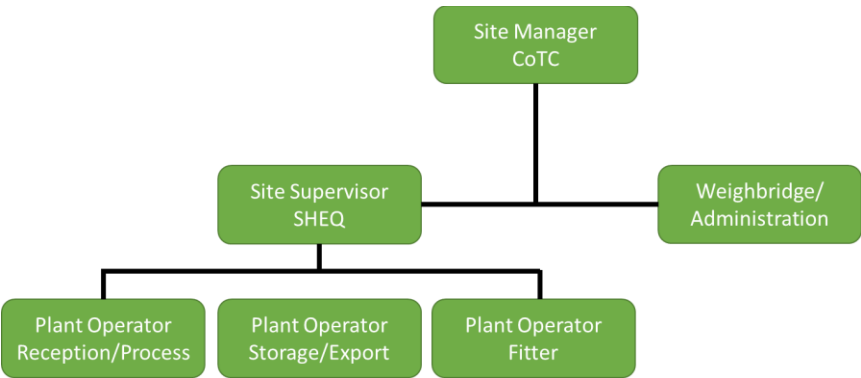 Site Manager
CoTC
Site Supervisor
SHEQ
Weighbridge/
Administration
Plant Operator
Reception/Process
Plant Operator
Storage/Export
Plant Operator
Fitter